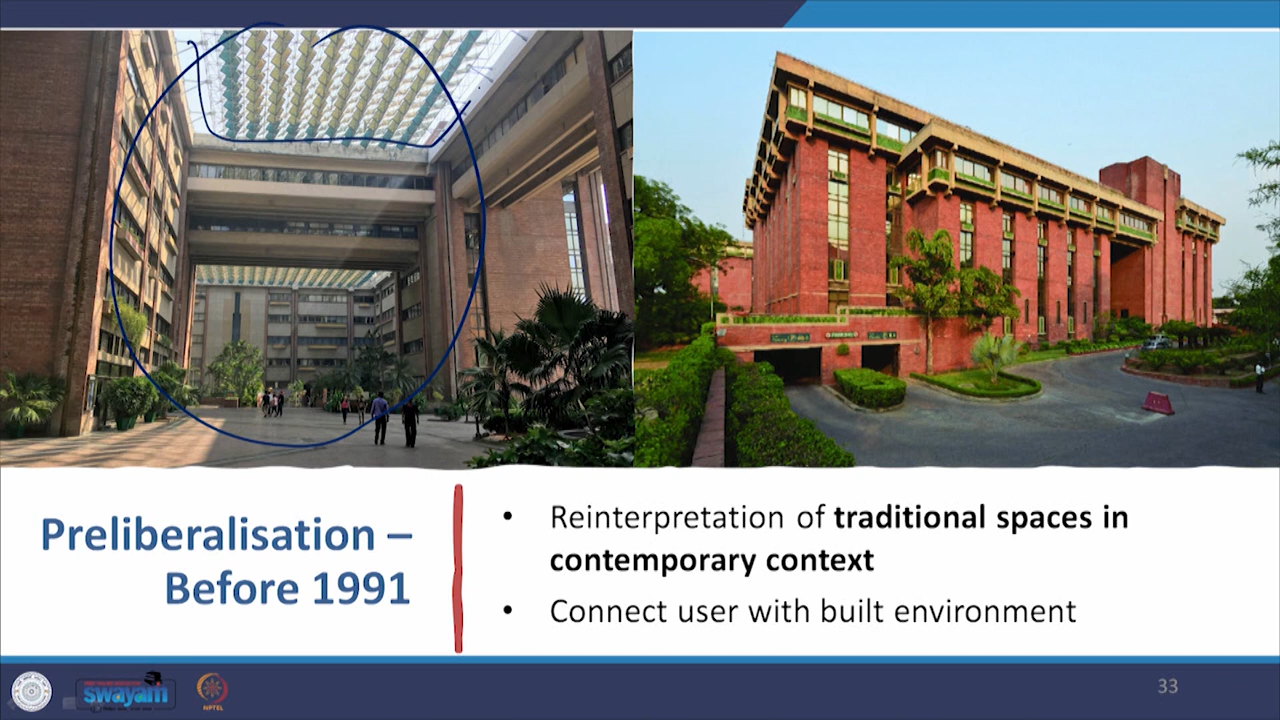 Preliberalisation –
Before 1991
• Reinterpretation of traditional spaces in
contemporary context
• Connect user with built environment
swayam
NPTEL
33